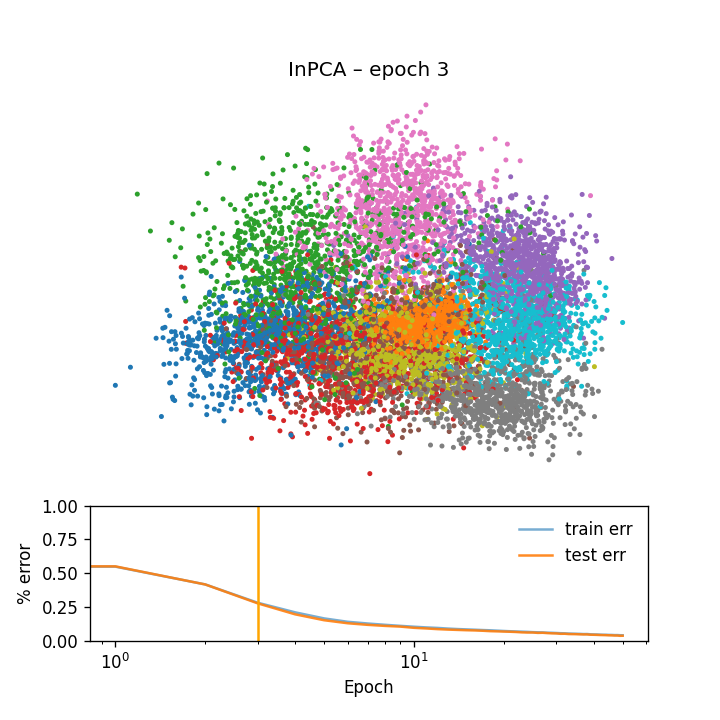 InPCA – epoch 3
1.00
0.75
0.50
0.25
0.00
% error
train err
test err
10⁰
10¹
Epoch